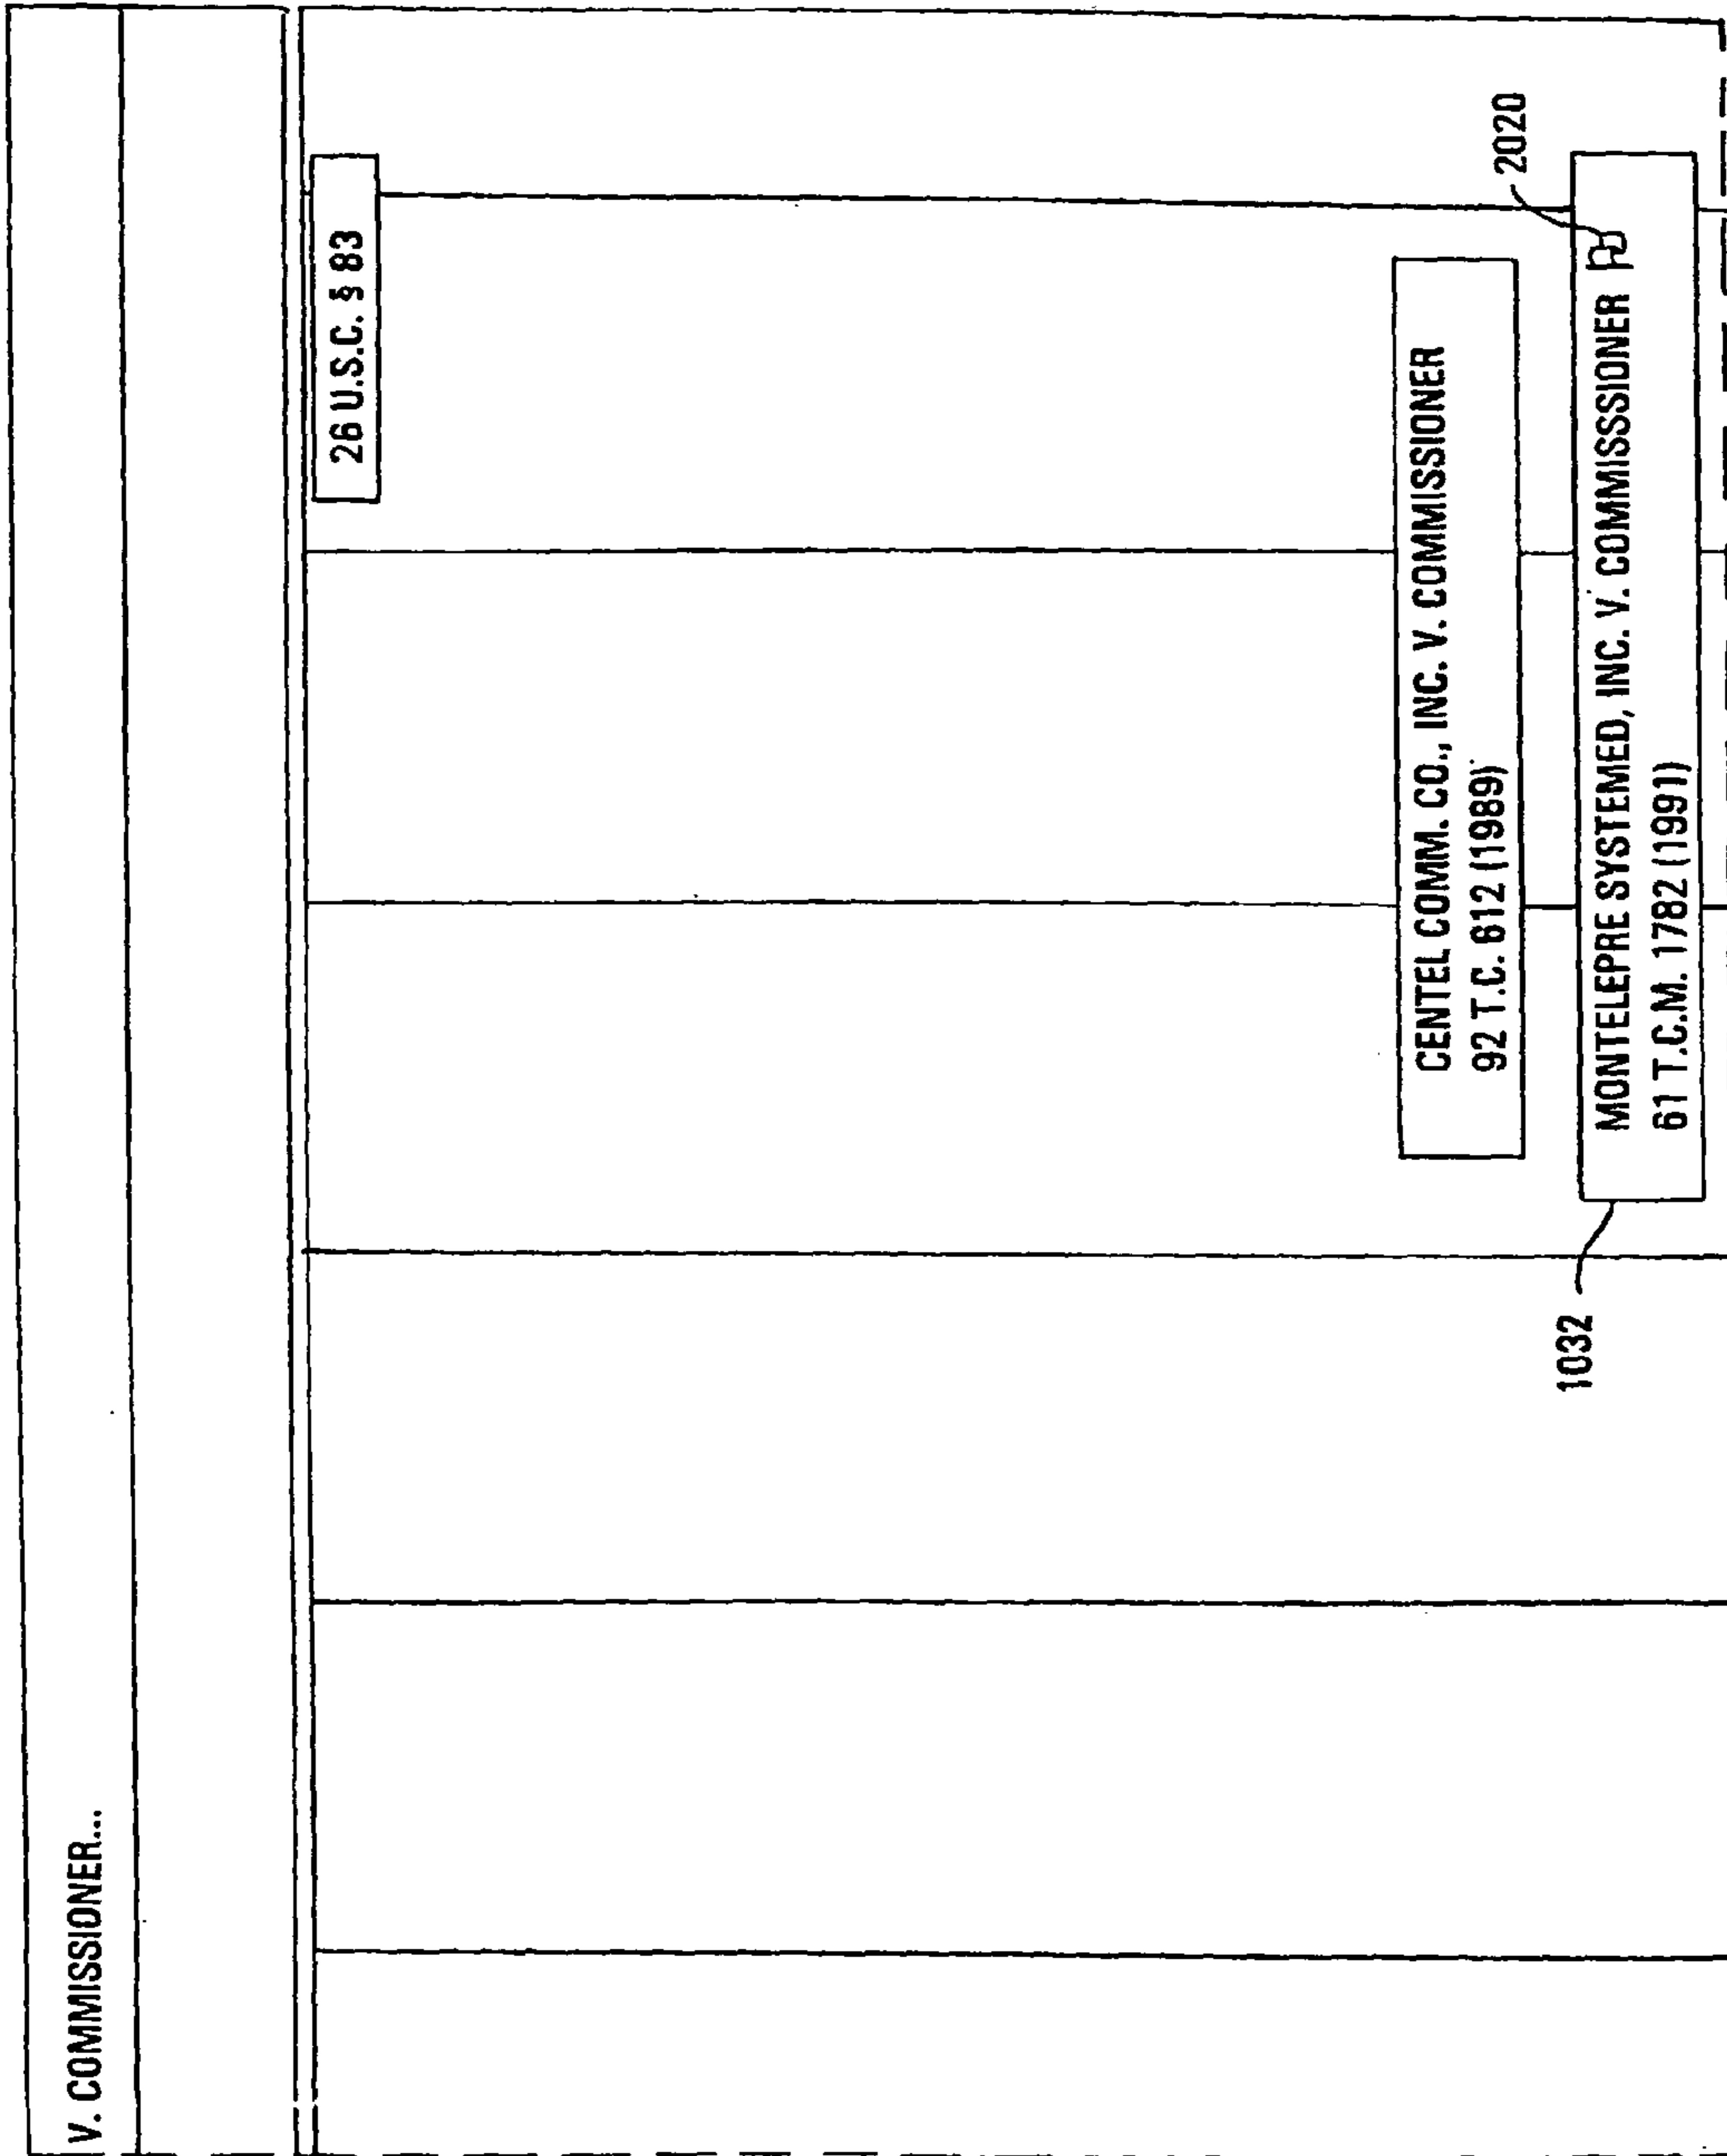 V. COMMISSIONER...
26 U.S.C. § 83
CENTEL COMM. CO., INC. V. COMMISSIONER
92 T.C. 612 (1989)
2020
MONTELEPRE SYSTEMED, INC. V. COMMISSSIONER
61 T.C.M. 1782 (1991))
1032